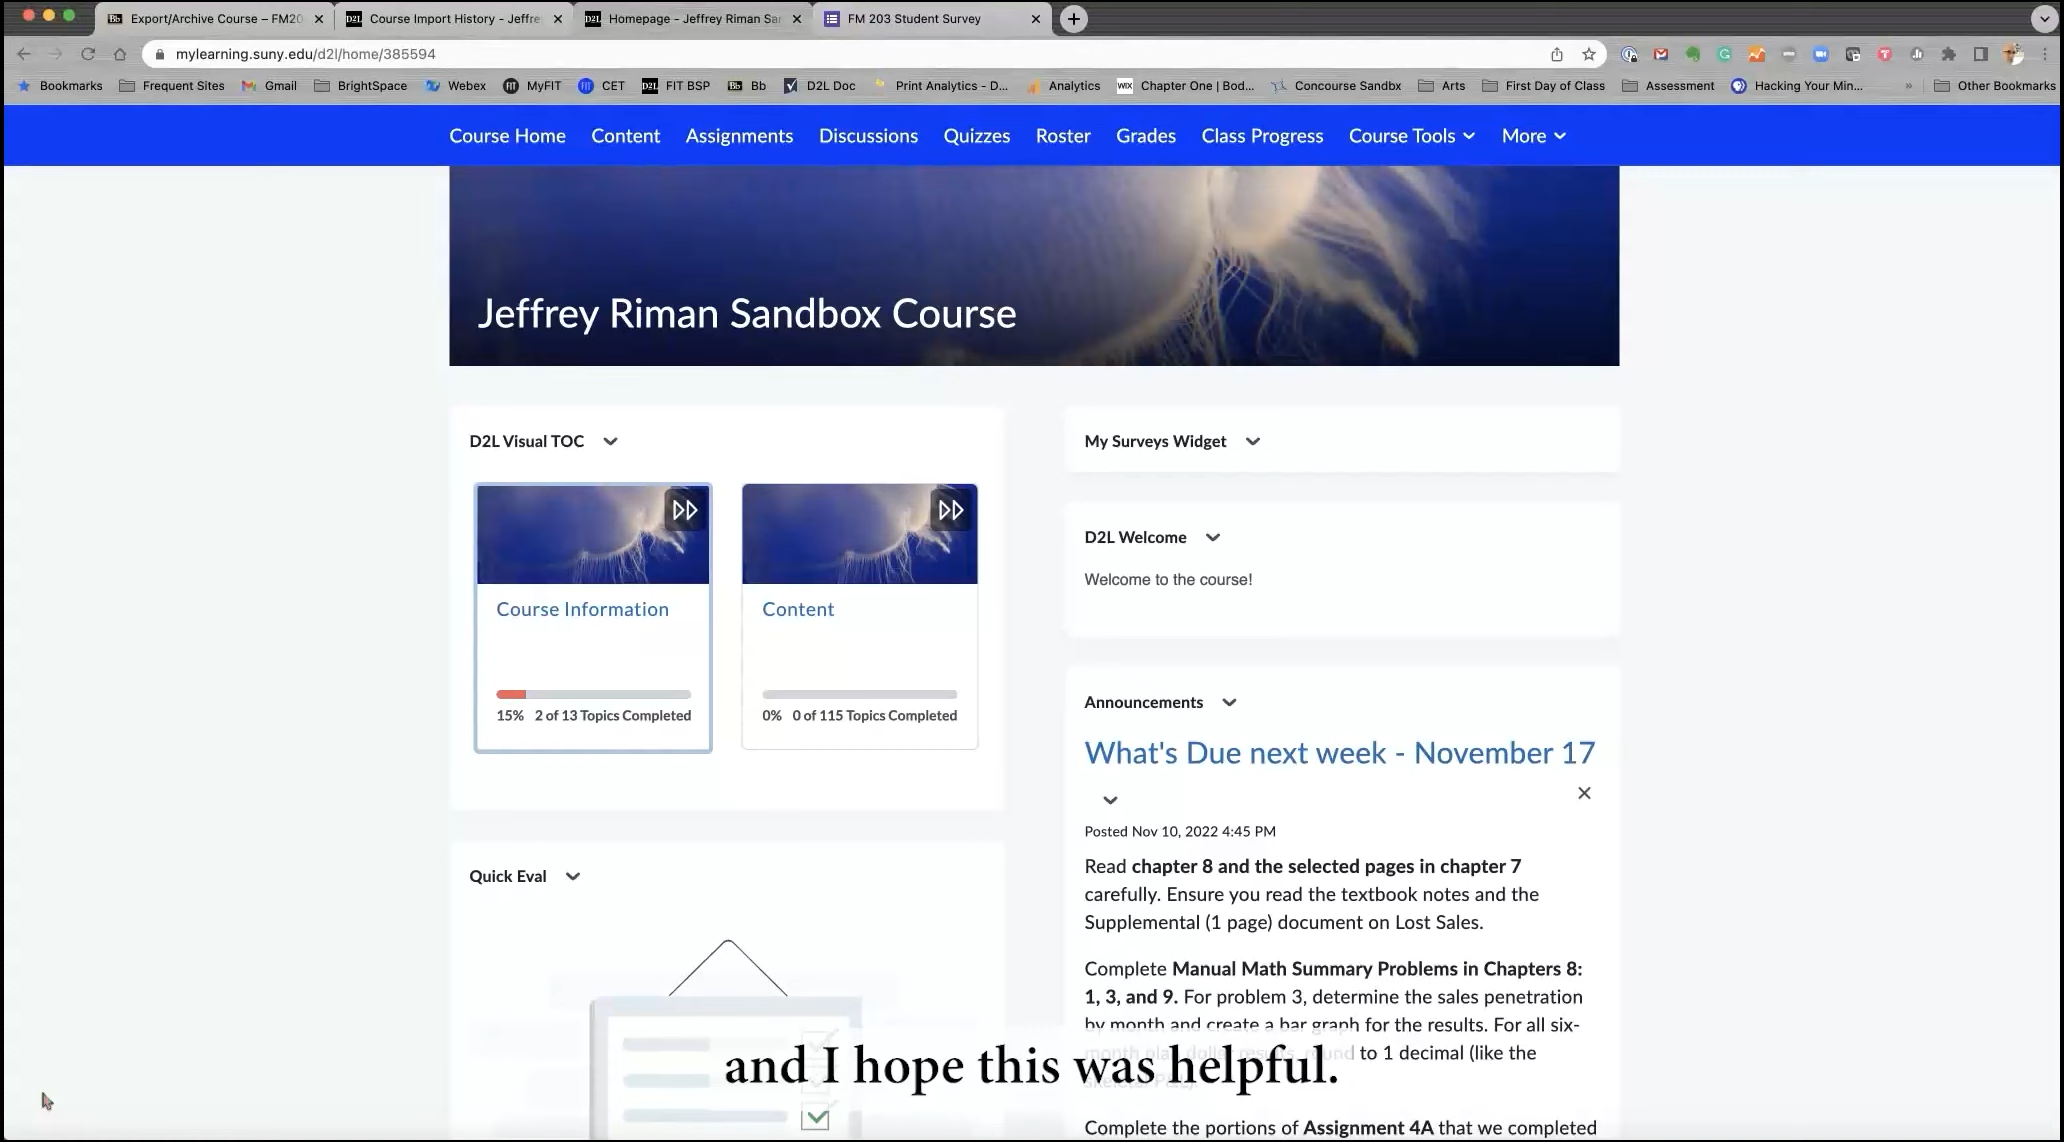 Export/Archive Course – FM20
Course Import History - Jeffre
Homepage - Jeffrey Riman San
FM 203 Student Survey
mylearning.suny.edu/d2l/home/385594
Bookmarks Frequent Sites Gmail BrightSpace Webex MyFIT CET FIT BSP Bb D2L Doc Print Analytics - D... Analytics Chapter One | Bod... Concourse Sandbx Arts First Day of Class Assessment Hacking Your Min... » Other Bookmarks
Course Home Content Assignments Discussions Quizzes Roster Grades Class Progress Course Tools More
Jeffrey Riman Sandbox Course
D2L Visual TOC
Course Information
15% 2 of 13 Topics Completed
Content
0% 0 of 115 Topics Completed
Quick Eval
My Surveys Widget
D2L Welcome
Welcome to the course!
Announcements
What's Due next week - November 17
Posted Nov 10, 2022 4:45 PM
Read chapter 8 and the selected pages in chapter 7
carefully. Ensure you read the textbook notes and the
Supplemental (1 page) document on Lost Sales.
Complete Manual Math Summary Problems in Chapters 8:
1, 3, and 9. For problem 3, determine the sales penetration
by month and create a bar graph for the results. For all six-
month plan dollar results, round to 1 decimal (like the
Complete the portions of Assignment 4A that we completed
and I hope this was helpful.